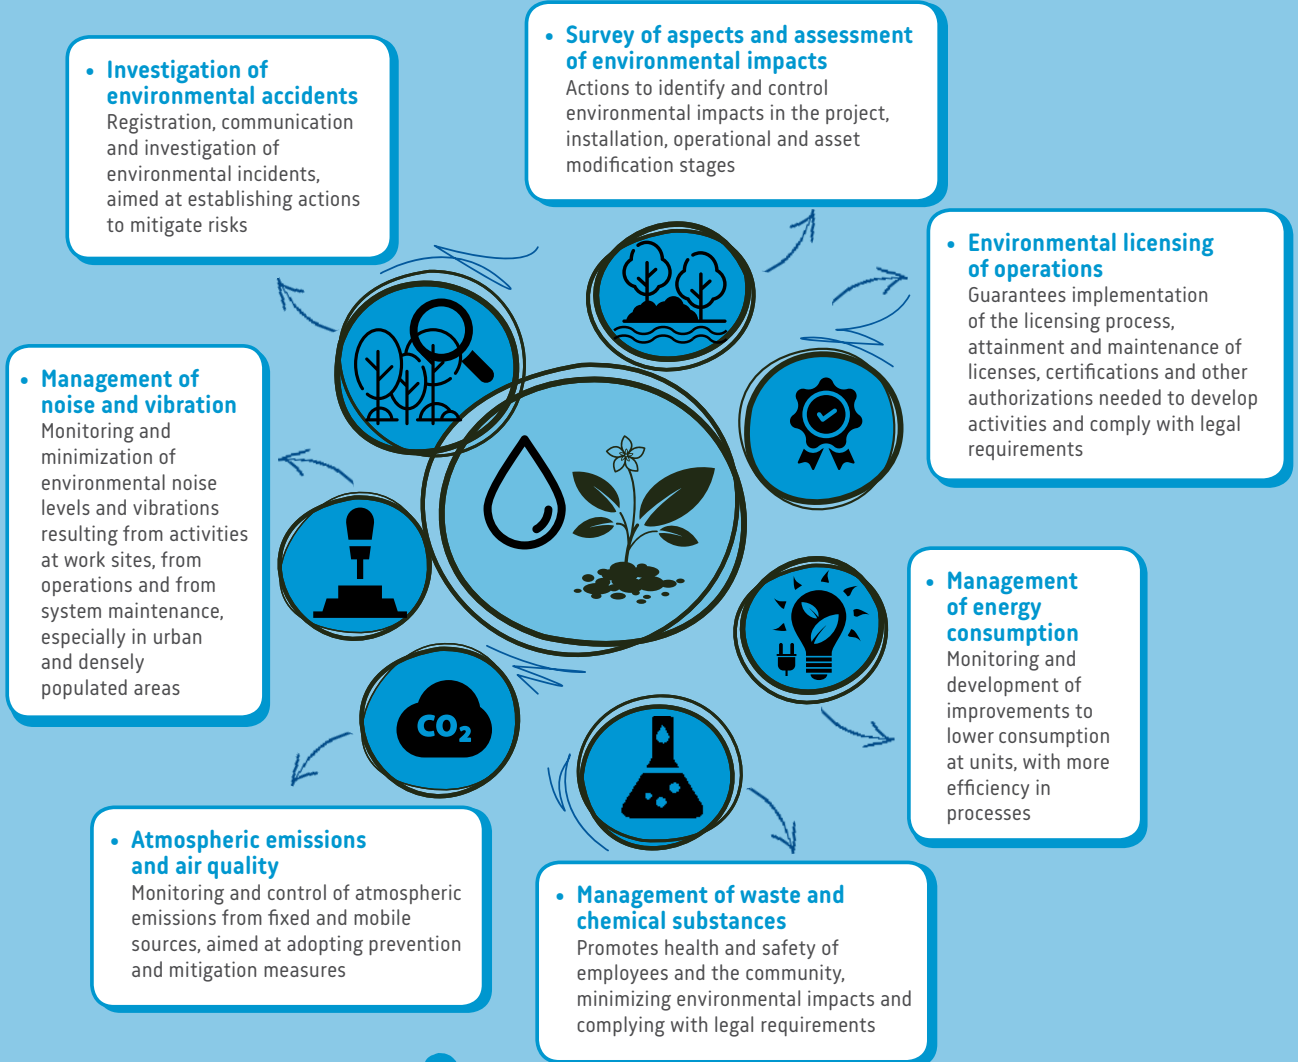 • Investigation of
environmental accidents
Registration, communication
and investigation of
environmental incidents,
aimed at establishing actions
to mitigate risks
• Survey of aspects and assessment
of environmental impacts
Actions to identify and control
environmental impacts in the project,
installation, operational and asset
modification stages
• Environmental licensing
of operations
Guarantees implementation
of the licensing process,
attainment and maintenance of
licenses, certifications and other
authorizations needed to develop
activities and comply with legal
requirements
• Management of
noise and vibration
Monitoring and
minimization of
environmental noise
levels and vibrations
resulting from activities
at work sites, from
operations and from
system maintenance,
especially in urban
and densely
populated areas
• Management
of energy
consumption
Monitoring and
development of
improvements to
lower consumption
at units, with more
efficiency in
processes
CO₂
• Atmospheric emissions
and air quality
Monitoring and control of atmospheric
emissions from fixed and mobile
sources, aimed at adopting prevention
and mitigation measures
• Management of waste and
chemical substances
Promotes health and safety of
employees and the community,
minimizing environmental impacts and
complying with legal requirements